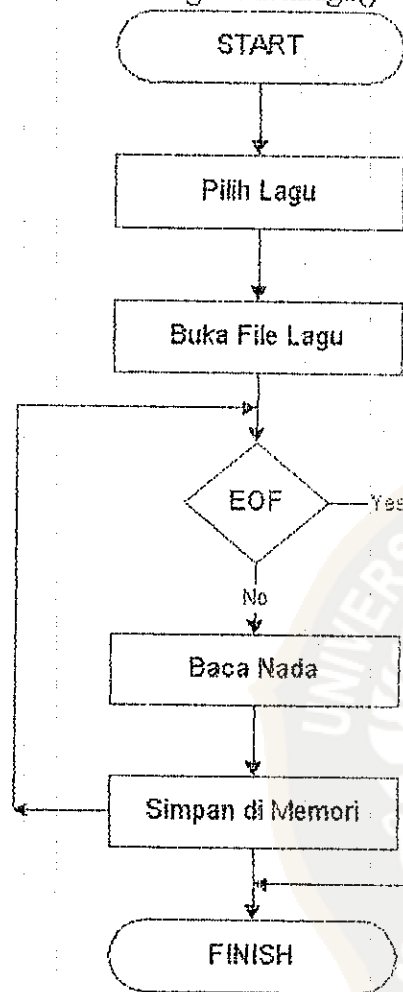 START
Pilih Lagu
Buka File Lagu
EOF
Yes
No
Baca Nada
Simpan di Memori
FINISH